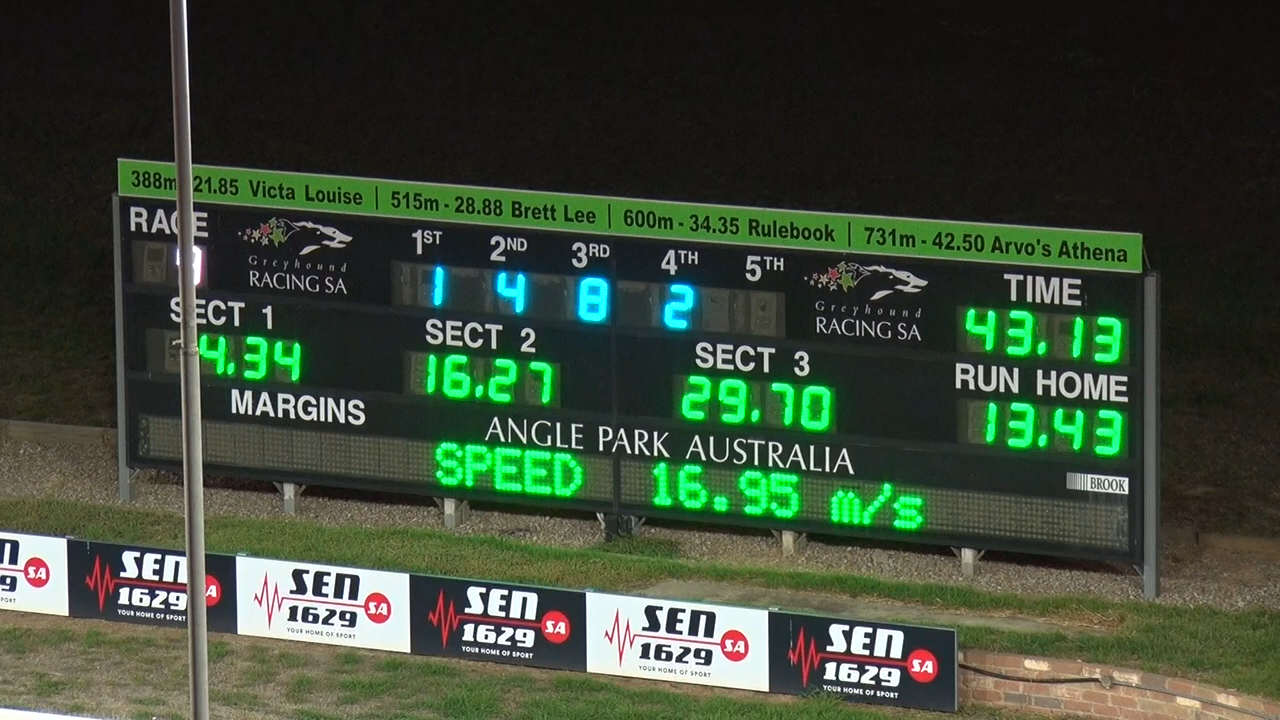 388m 21.85 Victa Louise | 515m - 28.88 Brett Lee | 600m - 34.35 Rulebook | 731m - 42.50 Arvo's Athena
RACE
Greyhound
RACING SA
1ST 2ND 3RD 4TH 5TH
1 4 8 2
Greyhound
RACING SA
TIME
43.13
SECT 1
4.34
SECT 2
16.27
SECT 3
29.70
RUN HOME
13.43
MARGINS
ANGLE PARK AUSTRALIA
SPEED 16.95 m/s
BROOK
SA
SEN
1629 SA
YOUR HOME OF SPORT
SEN
1629 SA
YOUR HOME OF SPORT
SEN
1629 SA
YOUR HOME OF SPORT
SEN
1629 SA
YOUR HOME OF SPORT
SEN
1629 SA
YOUR HOME OF SPORT